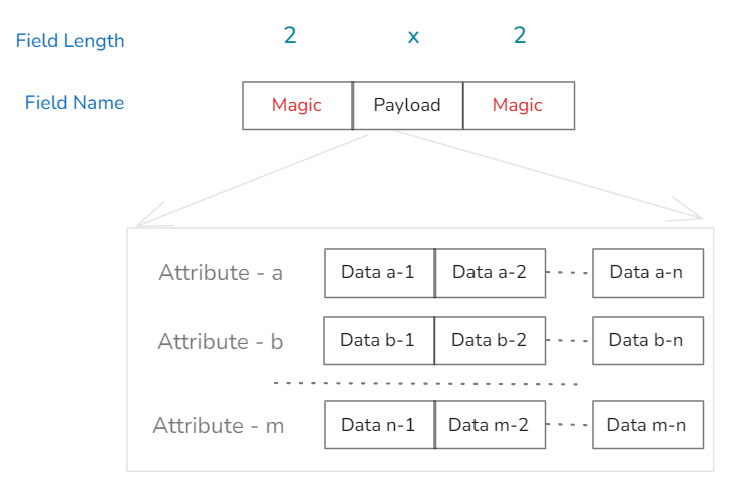 Field Length 2 x 2
Field Name Magic Payload Magic
Attribute - a Data a-1 Data a-2 Data a-n
Attribute - b Data b-1 Data b-2 Data b-n
Attribute - m Data n-1 Data m-2 Data m-n